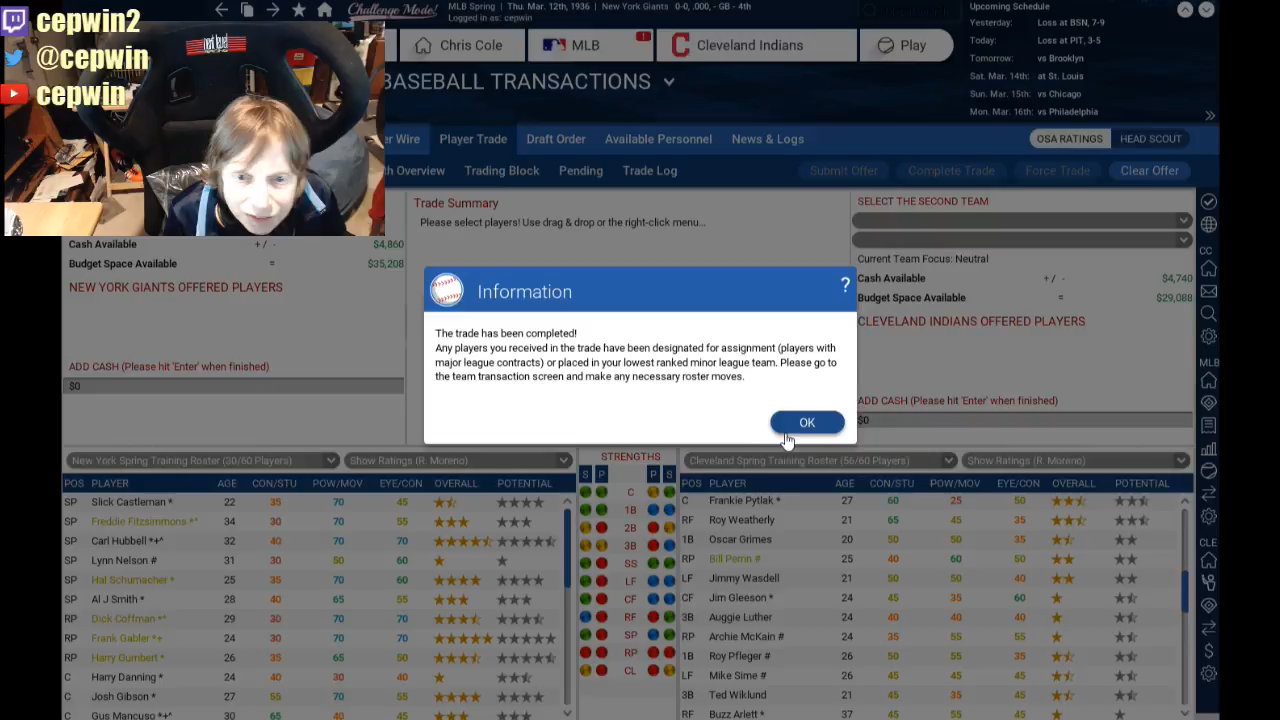 cepwin2
@cepwin
cepwin
Challenge Mode!
MLB Spring | Thu. Mar. 12th, 1936 | New York Giants 0-0, .000, - GB - 4th
Logged in as: cepwin
Upcoming Schedule
Yesterday: Loss at BSN, 7-9
Today: Loss at PIT, 3-5
Tomorrow: vs Brooklyn
Sat. Mar. 14th: at St. Louis
Sun. Mar. 15th: vs Chicago
Mon. Mar. 16th: vs Philadelphia
Chris Cole
MLB
Cleveland Indians
Play
BASEBALL TRANSACTIONS
er Wire
Player Trade
Draft Order
Available Personnel
News & Logs
OSA RATINGS
HEAD SCOUT
th Overview
Trading Block
Pending
Trade Log
Submit Offer
Complete Trade
Force Trade
Clear Offer
Trade Summary
Please select players! Use drag & drop or the right-click menu...
SELECT THE SECOND TEAM
Current Team Focus: Neutral
Cash Available + / - $4,860
Budget Space Available = $35,208
NEW YORK GIANTS OFFERED PLAYERS
ADD CASH (Please hit 'Enter' when finished)
$0
Cash Available + / - $4,740
Budget Space Available = $29,088
CLEVELAND INDIANS OFFERED PLAYERS
ADD CASH (Please hit 'Enter' when finished)
$0
Information
?
The trade has been completed!
Any players you received in the trade have been designated for assignment (players with
major league contracts) or placed in your lowest ranked minor league team. Please go to
the team transaction screen and make any necessary roster moves.
OK
New York Spring Training Roster (30/60 Players)
Show Ratings (R. Moreno)
POS PLAYER AGE CON/STU POW/MOV EYE/CON OVERALL POTENTIAL
SP Slick Castleman * 22 35 70 45
SP Freddie Fitzsimmons ** 34 30 70 55
SP Carl Hubbell *+^ 32 40 70 70
SP Lynn Nelson # 31 30 50 60
SP Hal Schumacher * 25 35 70 60
SP Al J Smith * 28 40 65 55
RP Dick Coffman ** 29 30 70 70
RP Frank Gabler *+ 24 30 70 70
RP Harry Gumbert * 26 35 65 50
C Harry Danning * 24 40 30 40
C Josh Gibson * 27 55 70 70
C Gus Mancuso *+^ 30 65 40 45
STRENGTHS
S P P S
C
1B
2B
3B
SS
LF
CF
RF
SP
RP
CL
Cleveland Spring Training Roster (56/60 Players)
Show Ratings (R. Moreno)
POS PLAYER AGE CON/STU POW/MOV EYE/CON OVERALL POTENTIAL
C Frankie Pytlak * 27 60 25 50
RF Roy Weatherly 21 65 45 35
1B Oscar Grimes 20 50 50 35
RP Bill Perrin # 25 40 60 50
LF Jimmy Wasdell 21 50 50 40
CF Jim Gleeson * 24 45 35 60
3B Auggie Luther 24 40 40 40
RP Archie McKain # 24 35 55 55
1B Roy Pfleger # 26 50 55 35
LF Mike Sime # 26 45 45 45
3B Ted Wiklund 21 45 35 50
RF Buzz Arlett * 37 45 55 45
CC
MLB
CLE